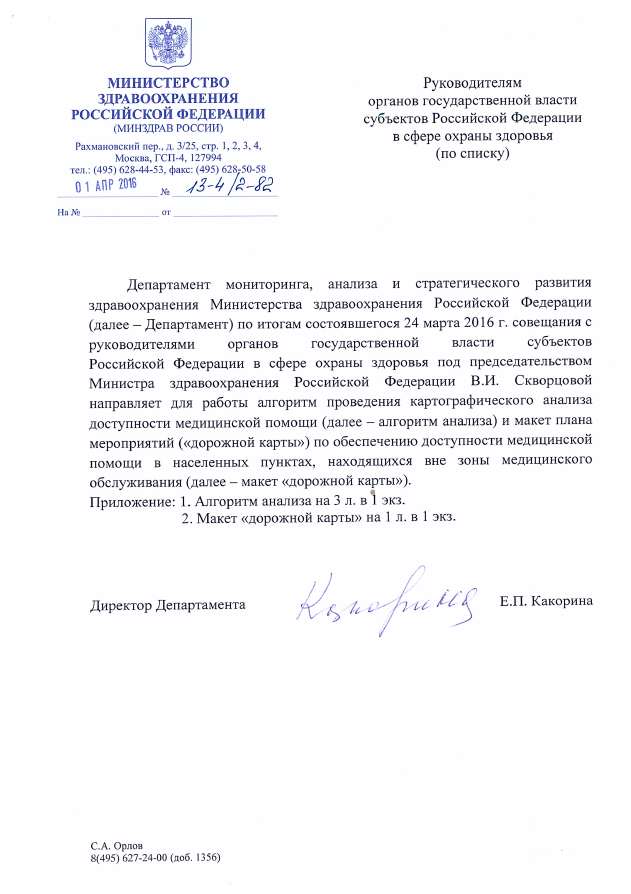 МИНИСТЕРСТВО
ЗДРАВООХРАНЕНИЯ
РОССИЙСКОЙ ФЕДЕРАЦИИ
(МИНЗДРАВ РОССИИ)
Рахмановский пер., д. 3/25, стр. 1, 2, 3, 4,
Москва, ГСП-4, 127994
тел.: (495) 628-44-53, факс: (495) 628-50-58
01 АПР 2016 № 13-4/2-82
На № от
Руководителям
органов государственной власти
субъектов Российской Федерации
в сфере охраны здоровья
(по списку)
Департамент мониторинга, анализа и стратегического развития
здравоохранения Министерства здравоохранения Российской Федерации
(далее – Департамент) по итогам состоявшегося 24 марта 2016 г. совещания с
руководителями органов государственной власти субъектов
Российской Федерации в сфере охраны здоровья под председательством
Министра здравоохранения Российской Федерации В.И. Скворцовой
направляет для работы алгоритм проведения картографического анализа
доступности медицинской помощи (далее – алгоритм анализа) и макет плана
мероприятий («дорожной карты») по обеспечению доступности медицинской
помощи в населенных пунктах, находящихся вне зоны медицинского
обслуживания (далее – макет «дорожной карты»).
Приложение: 1. Алгоритм анализа на 3 л. в 1 экз.
2. Макет «дорожной карты» на 1 л. в 1 экз.
Директор Департамента Какорина Е.П. Какорина
С.А. Орлов
8(495) 627-24-00 (доб. 1356)